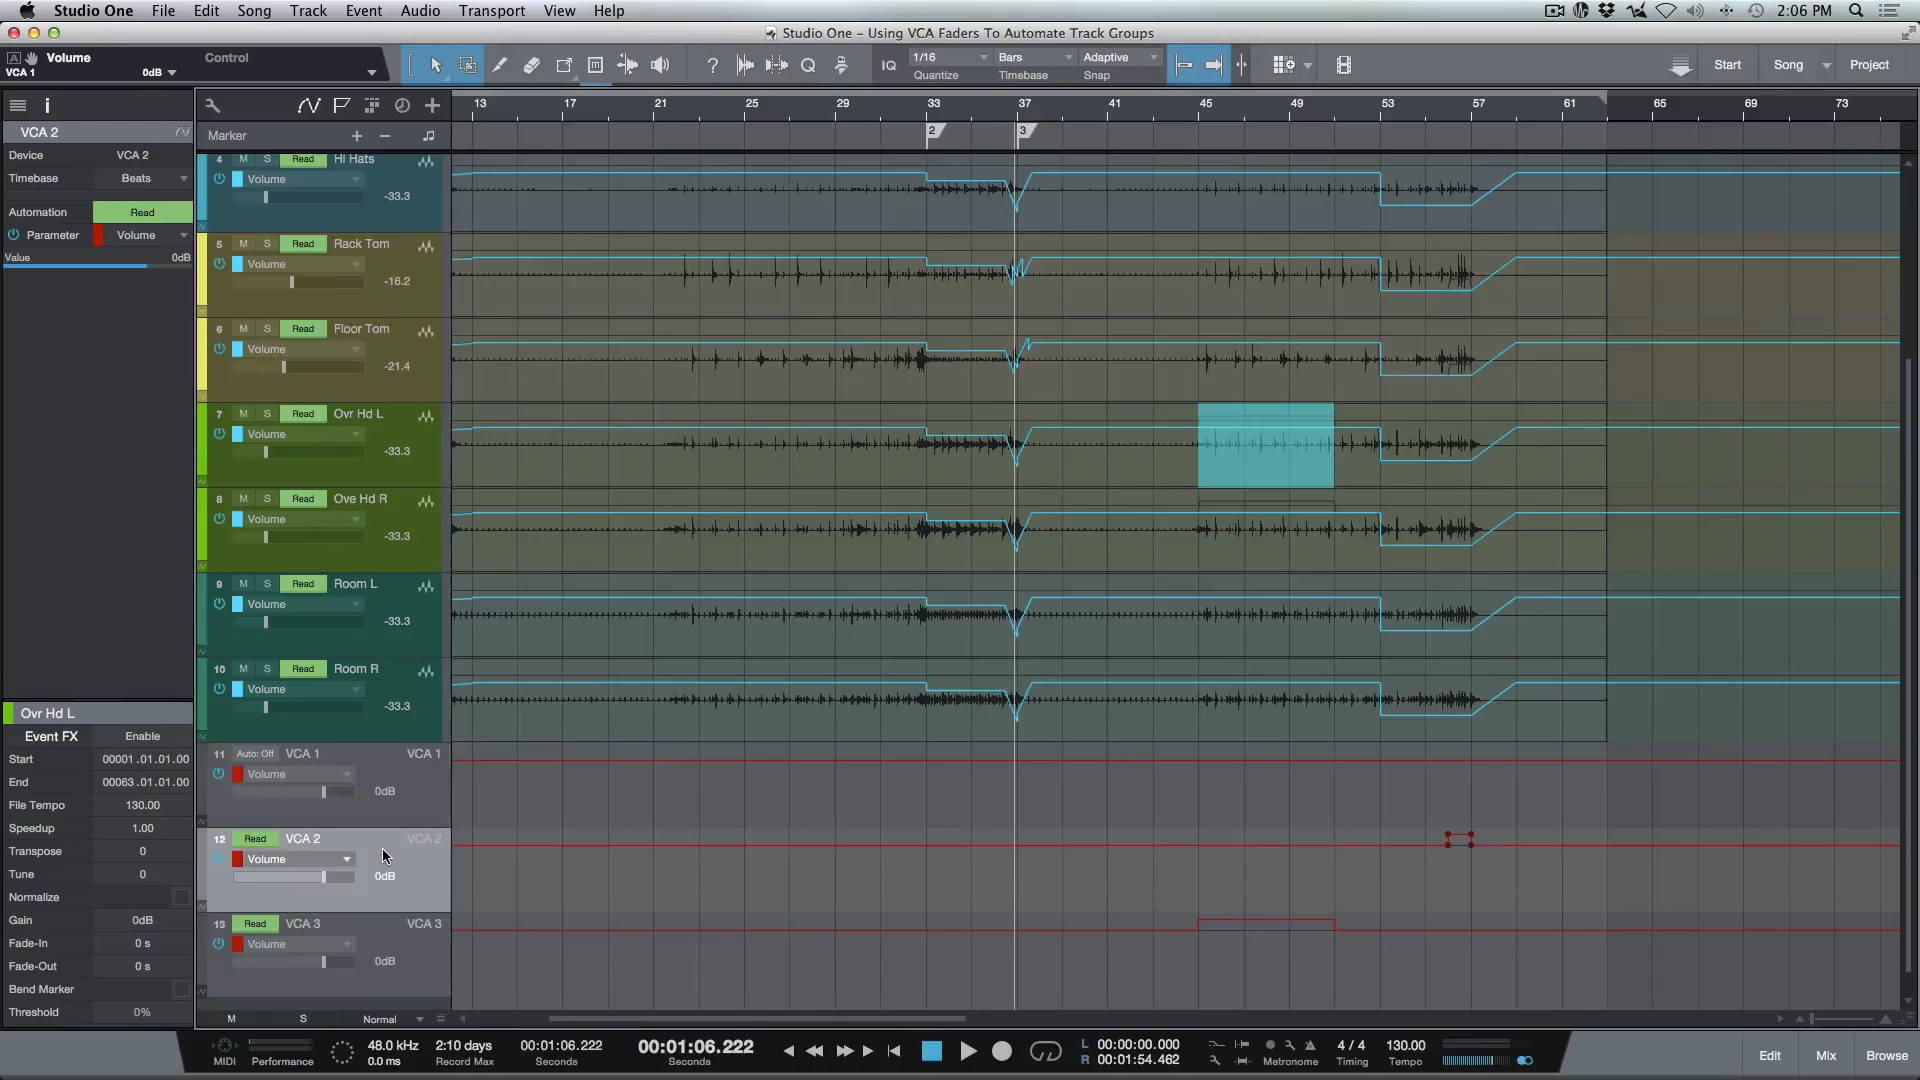 Studio One File Edit Song Track Event Audio Transport View Help 2:06 PM
Studio One – Using VCA Faders To Automate Track Groups
A Volume Control
VCA 1 0dB
IQ 1/16 Quantize Bars Timebase Adaptive Snap Start Song Project
13 17 21 25 29 33 37 41 45 49 53 57 61 65 69 73
Marker 2 3
VCA 2
Device VCA 2
Timebase Beats
Automation Read
Parameter Volume
Value 0dB
4 M S Read Hi Hats
Volume
-33.3
5 M S Read Rack Tom
Volume
-16.2
6 M S Read Floor Tom
Volume
-21.4
7 M S Read Ovr Hd L
Volume
-33.3
8 M S Read Ove Hd R
Volume
-33.3
9 M S Read Room L
Volume
-33.3
10 M S Read Room R
Volume
-33.3
11 Auto: Off VCA 1 VCA 1
Volume
0dB
12 Read VCA 2 VCA 2
Volume
0dB
13 Read VCA 3 VCA 3
Volume
0dB
Ovr Hd L
Event FX Enable
Start 00001.01.01.00
End 00063.01.01.00
File Tempo 130.00
Speedup 1.00
Transpose 0
Tune 0
Normalize
Gain 0dB
Fade-In 0 s
Fade-Out 0 s
Bend Marker
Threshold 0%
M S Normal
MIDI Performance
48.0 kHz
0.0 ms
2:10 days
Record Max
00:01:06.222
Seconds
00:01:06.222
Seconds
L 00:00:00.000
R 00:01:54.462
Metronome
4 / 4
Timing
130.00
Tempo
Edit Mix Browse